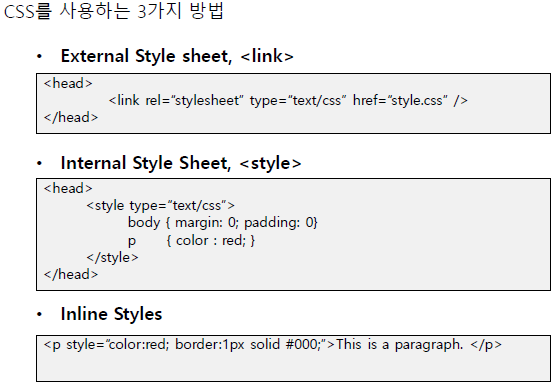 CSS를 사용하는 3가지 방법
• External Style sheet, <link>
<head>
<link rel=“stylesheet” type=“text/css” href=“style.css” />
</head>
• Internal Style Sheet, <style>
<head>
<style type=“text/css”>
body { margin: 0; padding: 0}
p { color : red; }
</style>
</head>
• Inline Styles
<p style=“color:red; border:1px solid #000;”>This is a paragraph. </p>